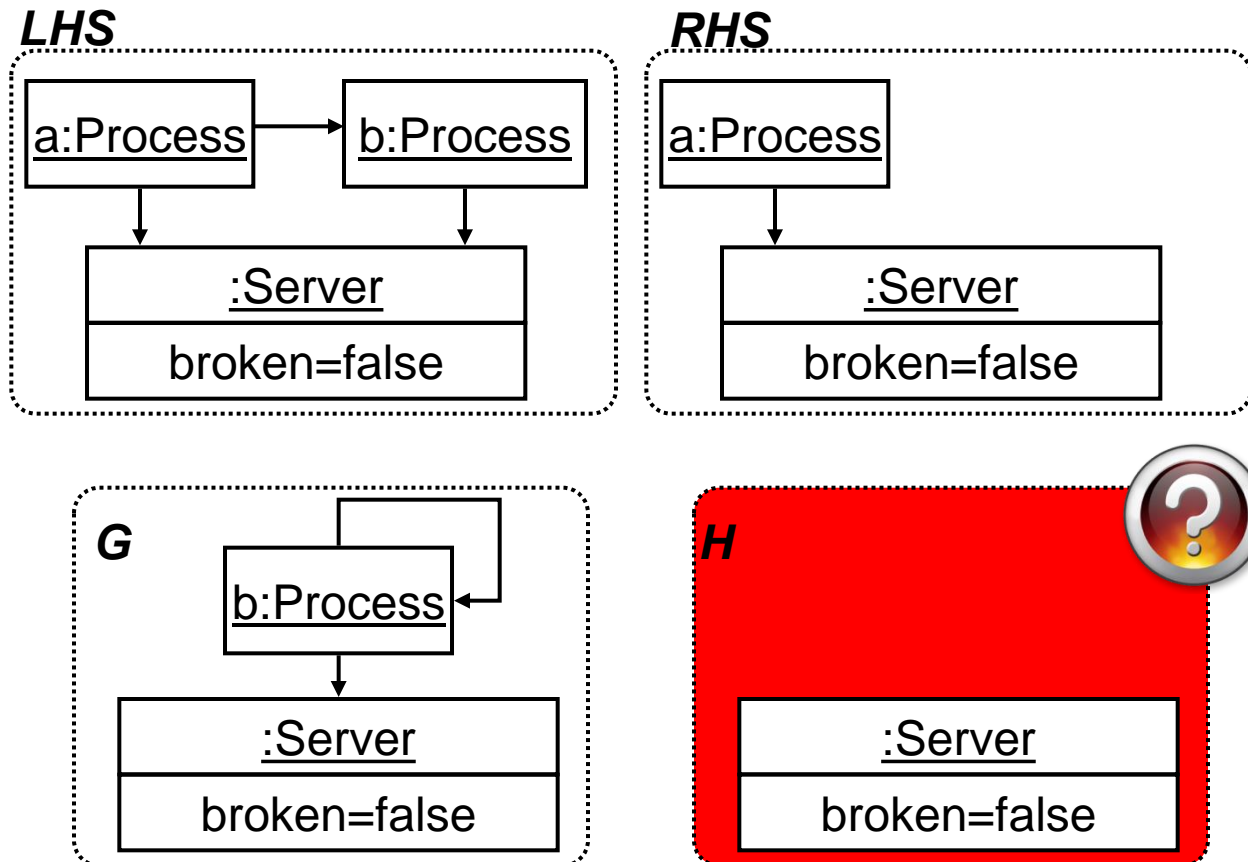 LHS
RHS
a:Process
b:Process
a:Process
:Server
:Server
broken=false
broken=false
G
H
b:Process
:Server
:Server
broken=false
broken=false